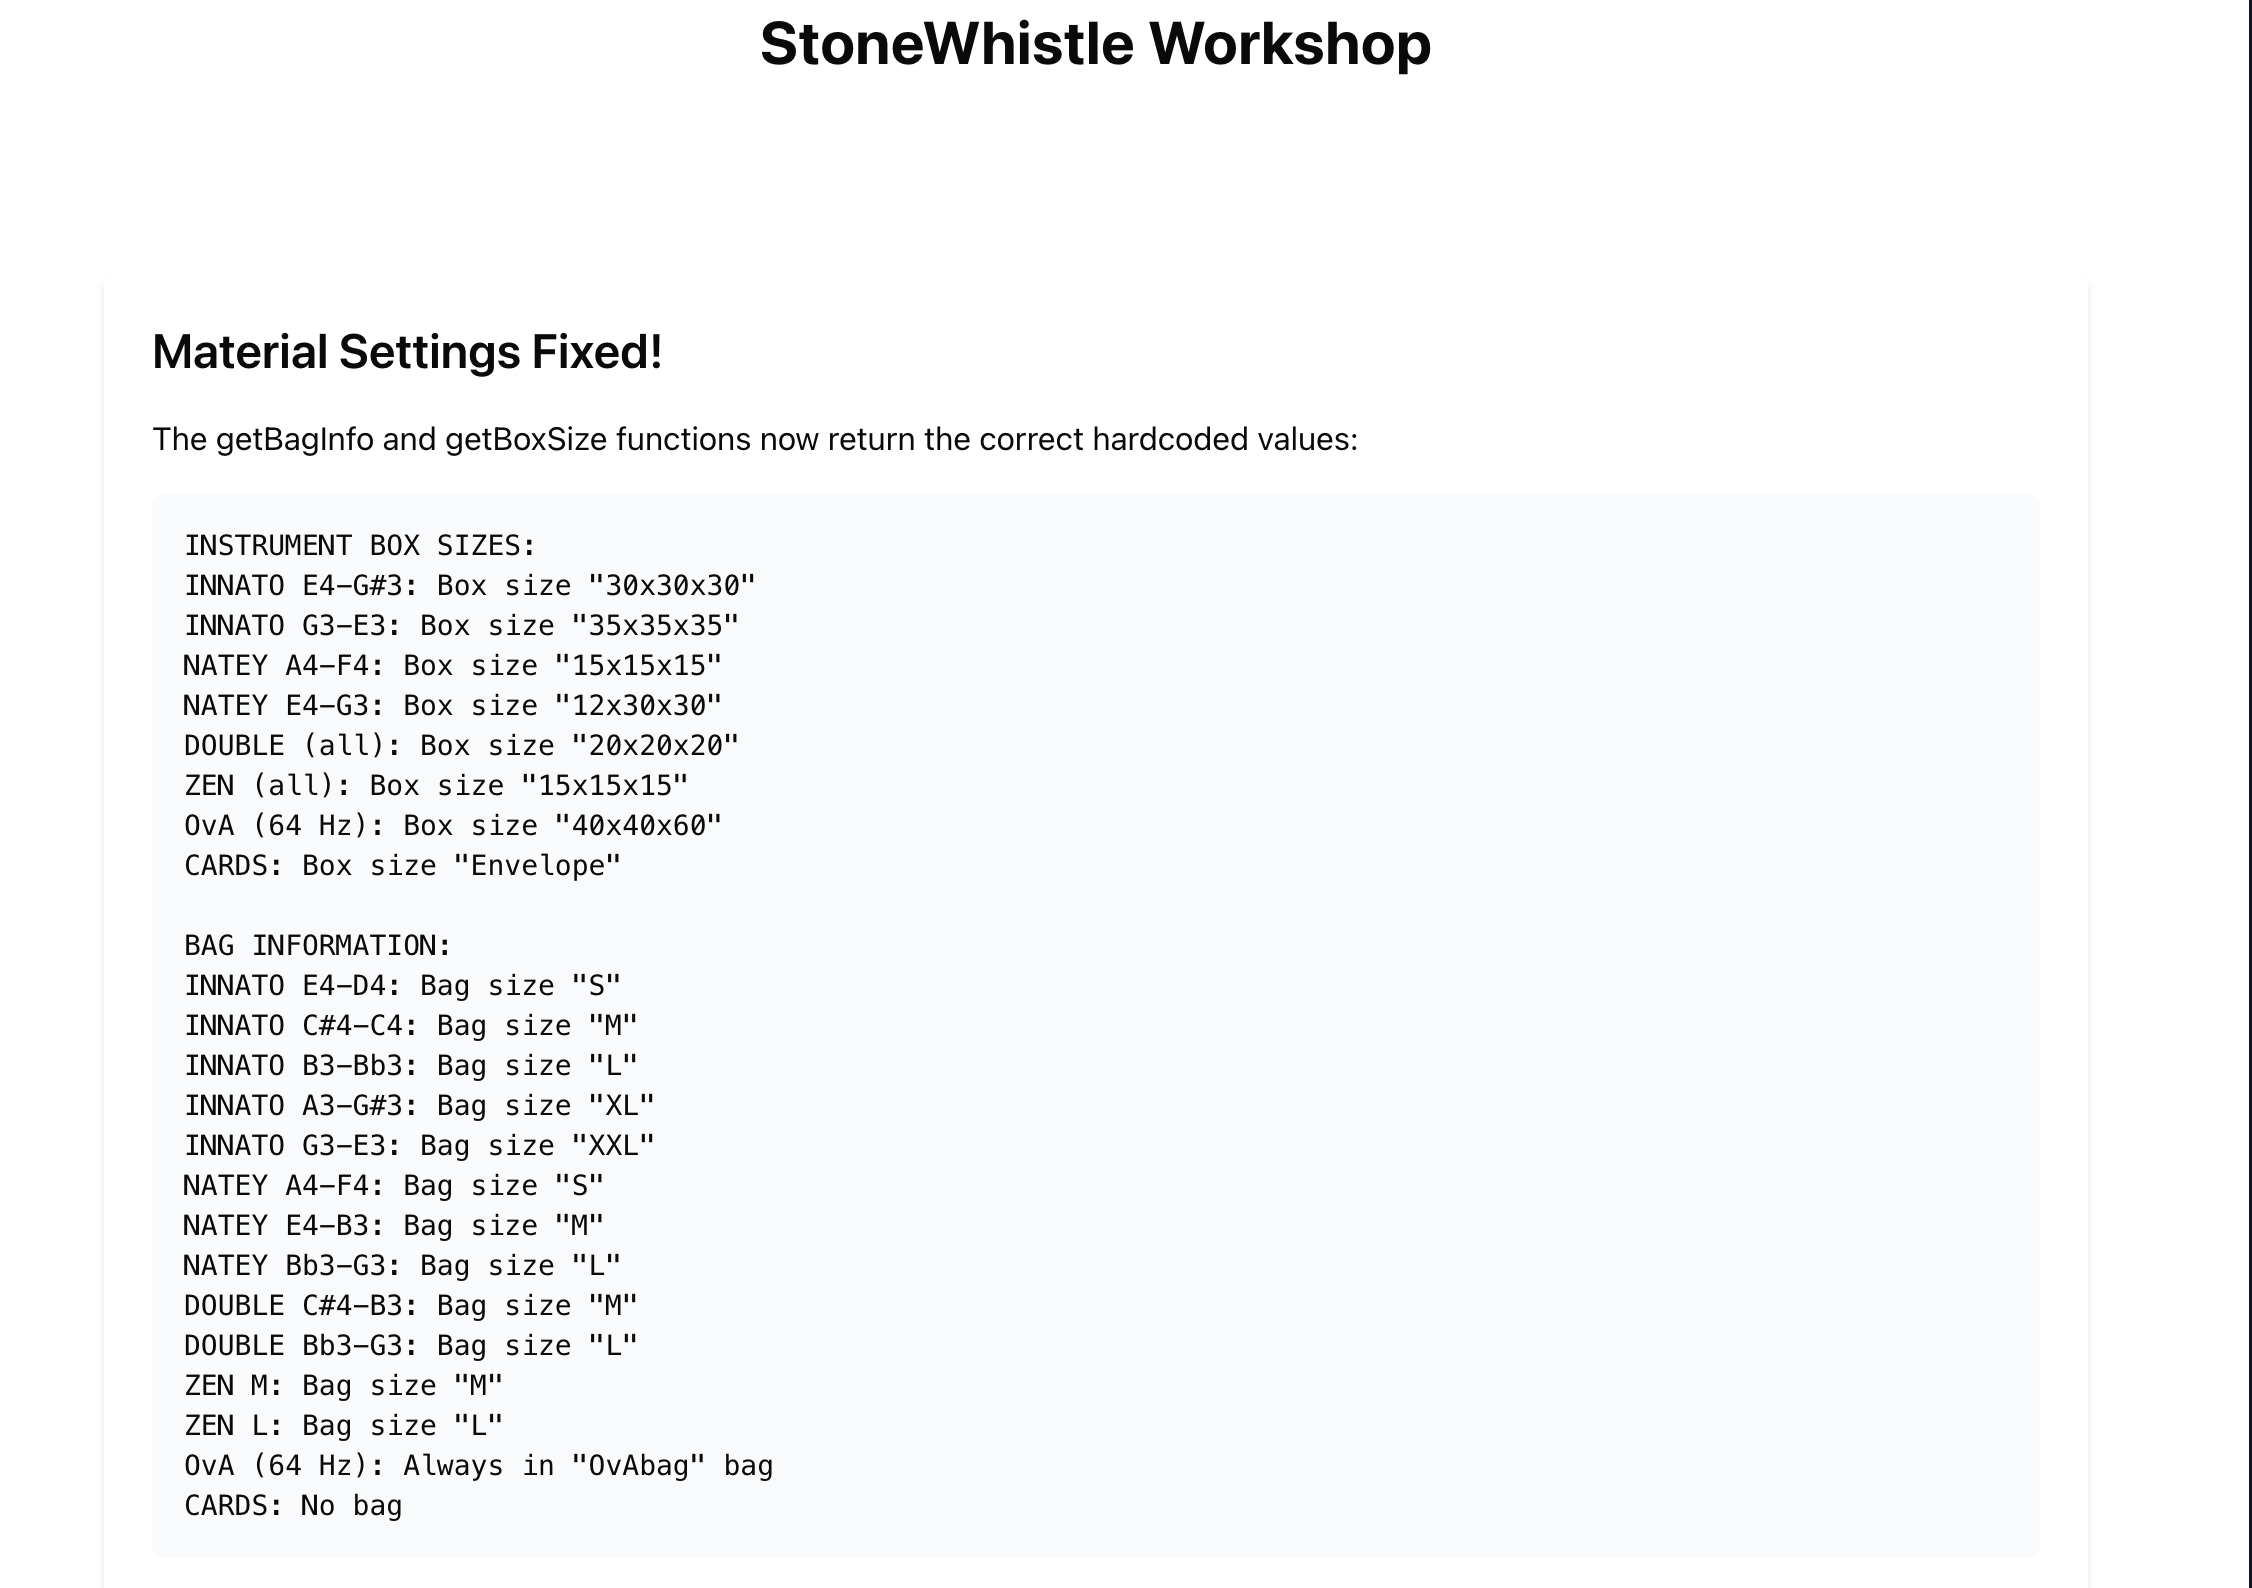 StoneWhistle Workshop
Material Settings Fixed!
The getBagInfo and getBoxSize functions now return the correct hardcoded values:
INSTRUMENT BOX SIZES:
INNATO E4–G#3: Box size "30x30x30"
INNATO G3–E3: Box size "35x35x35"
NATEY A4–F4: Box size "15x15x15"
NATEY E4–G3: Box size "12x30x30"
DOUBLE (all): Box size "20x20x20"
ZEN (all): Box size "15x15x15"
OvA (64 Hz): Box size "40x40x60"
CARDS: Box size "Envelope"
BAG INFORMATION:
INNATO E4–D4: Bag size "S"
INNATO C#4–C4: Bag size "M"
INNATO B3–Bb3: Bag size "L"
INNATO A3–G#3: Bag size "XL"
INNATO G3–E3: Bag size "XXL"
NATEY A4–F4: Bag size "S"
NATEY E4–B3: Bag size "M"
NATEY Bb3–G3: Bag size "L"
DOUBLE C#4–B3: Bag size "M"
DOUBLE Bb3–G3: Bag size "L"
ZEN M: Bag size "M"
ZEN L: Bag size "L"
OvA (64 Hz): Always in "OvAbag" bag
CARDS: No bag